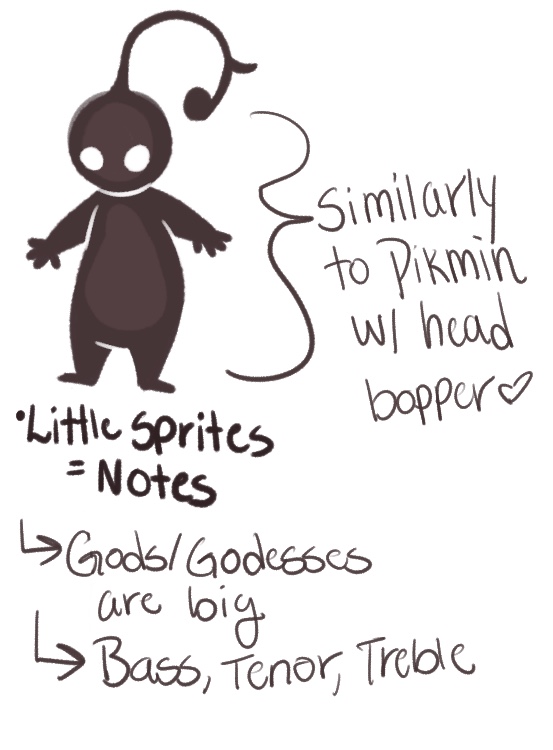 Similarly
to Pikmin
w/ head
bopper♡
•Little Sprites
= Notes
↳Gods/Godesses
are big
↳Bass, Tenor, Treble